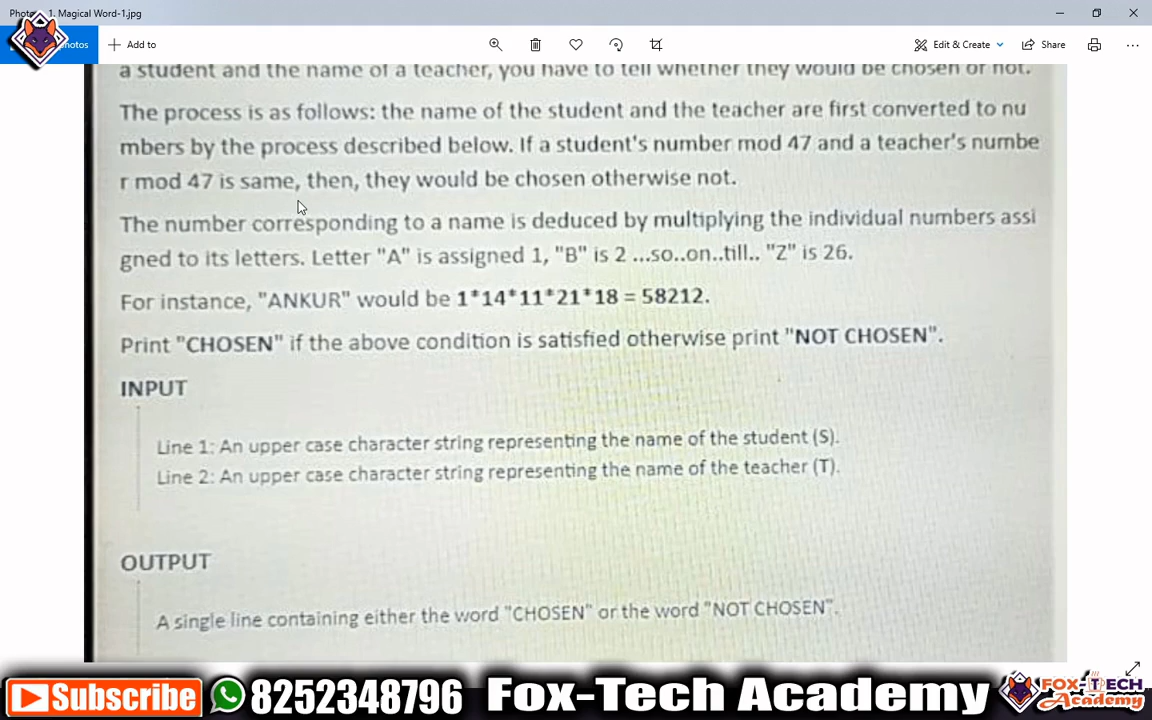 Photos - 1. Magical Word-1.jpg
photos
Add to
Edit & Create
Share
a student and the name of a teacher, you have to tell whether they would be chosen or not.
The process is as follows: the name of the student and the teacher are first converted to nu
mbers by the process described below. If a student's number mod 47 and a teacher's numbe
r mod 47 is same, then, they would be chosen otherwise not.
The number corresponding to a name is deduced by multiplying the individual numbers assi
gned to its letters. Letter "A" is assigned 1, "B" is 2 ...so..on..till.. "Z" is 26.
For instance, "ANKUR" would be 1*14*11*21*18 = 58212.
Print "CHOSEN" if the above condition is satisfied otherwise print "NOT CHOSEN".
INPUT
Line 1: An upper case character string representing the name of the student (S).
Line 2: An upper case character string representing the name of the teacher (T).
OUTPUT
A single line containing either the word "CHOSEN" or the word "NOT CHOSEN".
Subscribe 8252348796 Fox-Tech Academy
FOX-TECH
Academy